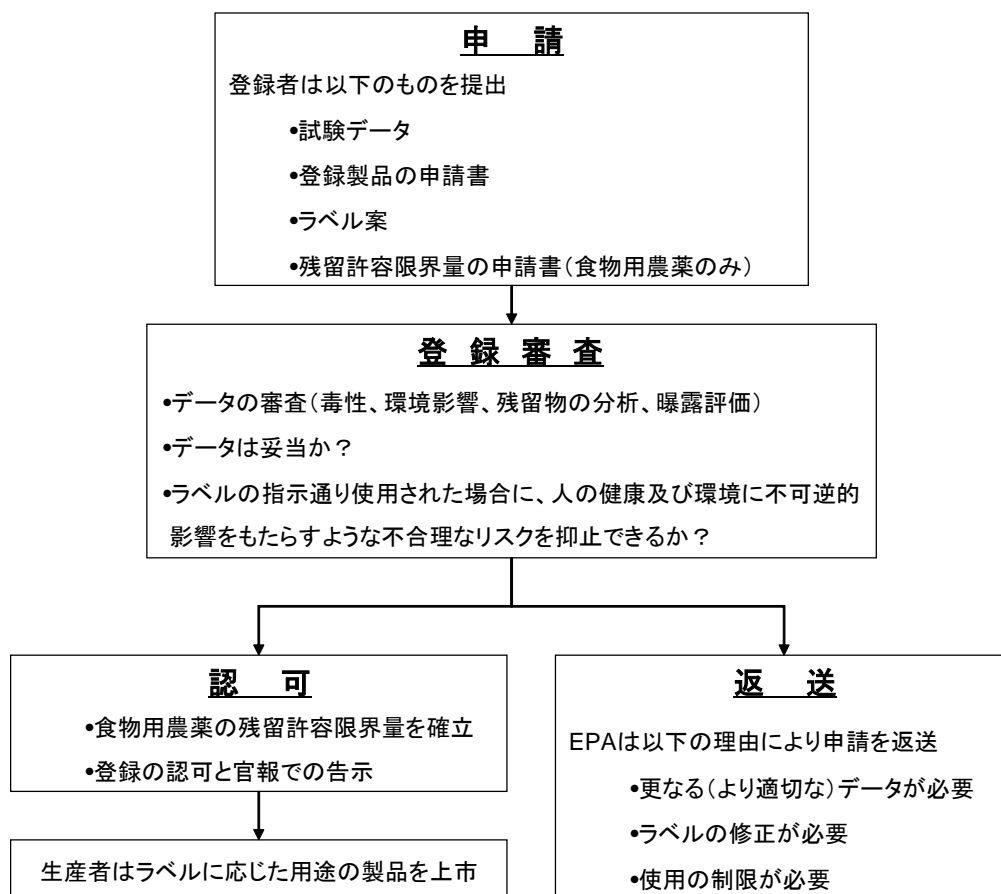 申　請
登録者は以下のものを提出
•試験データ
•登録製品の申請書
•ラベル案
•残留許容限界量の申請書（食物用農薬のみ）
登 録 審 査
•データの審査（毒性、環境影響、残留物の分析、曝露評価）
•データは妥当か？
•ラベルの指示通り使用された場合に、人の健康及び環境に不可逆的
影響をもたらすような不合理なリスクを抑止できるか？
認　可
•食物用農薬の残留許容限界量を確立
•登録の認可と官報での告示
生産者はラベルに応じた用途の製品を上市
返　送
EPAは以下の理由により申請を返送
•更なる（より適切な）データが必要
•ラベルの修正が必要
•使用の制限が必要